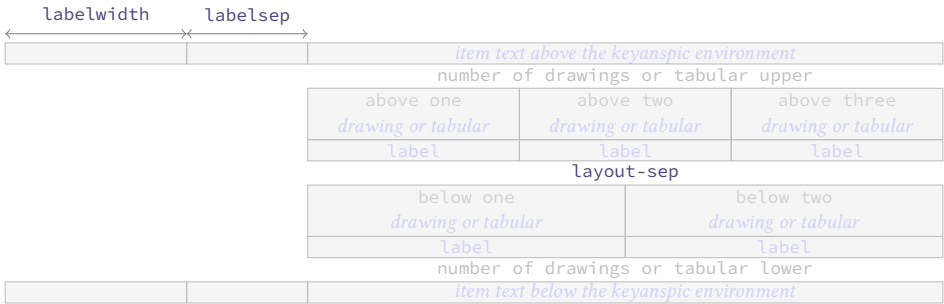 labelwidth labelsep
item text above the keyanspic environment
number of drawings or tabular upper
above one above two above three
drawing or tabular drawing or tabular drawing or tabular
label label label
layout-sep
below one below two
drawing or tabular drawing or tabular
label label
number of drawings or tabular lower
item text below the keyanspic environment